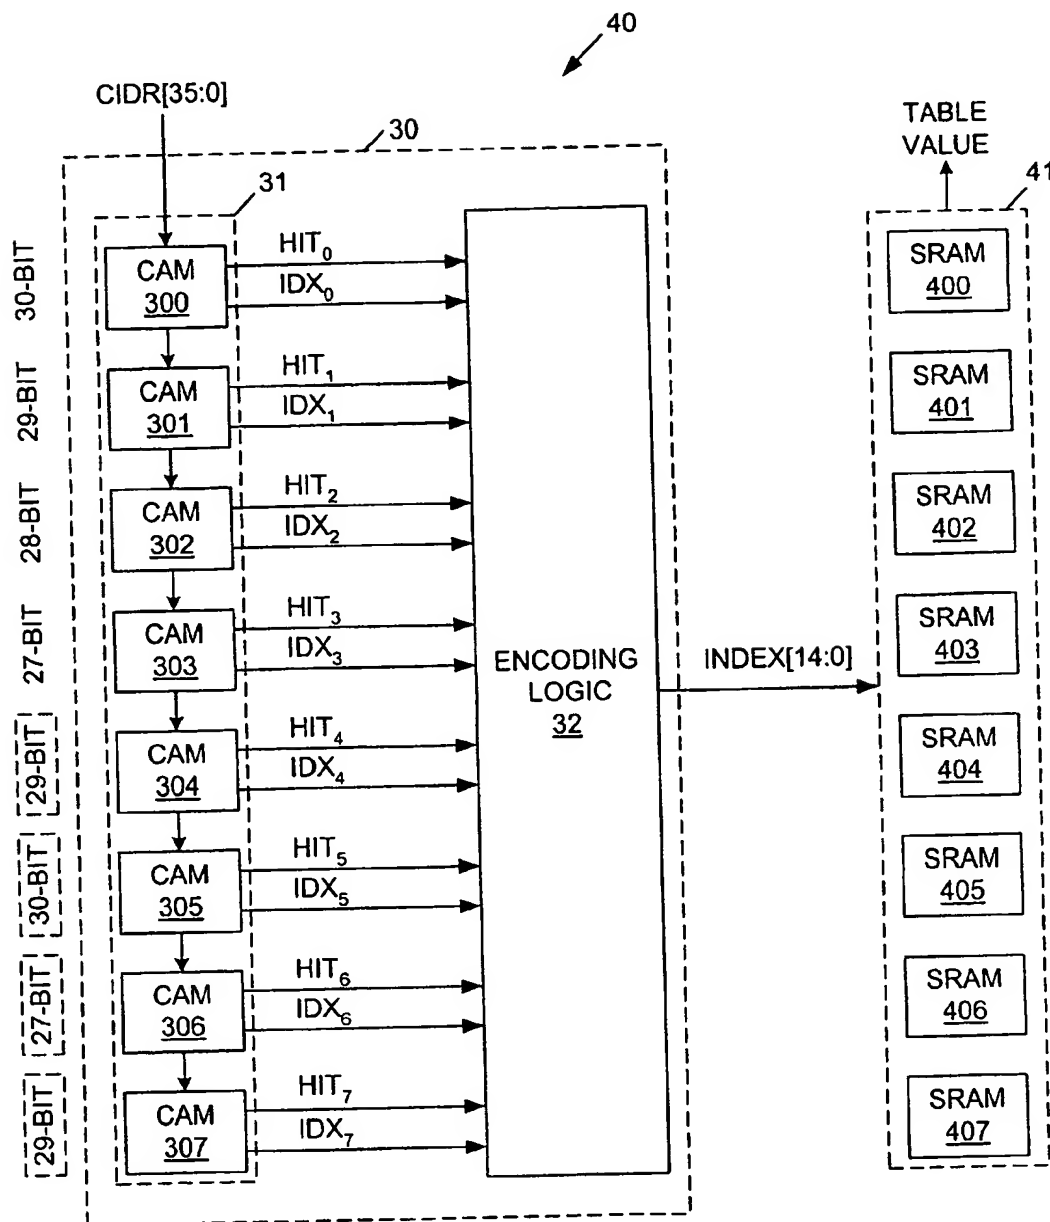 40
CIDR[35:0]
30
TABLE
VALUE
31
41
30-BIT
CAM
300
HIT0
IDX0
SRAM
400
29-BIT
CAM
301
HIT1
IDX1
SRAM
401
28-BIT
CAM
302
HIT2
IDX2
SRAM
402
27-BIT
CAM
303
HIT3
IDX3
ENCODING
LOGIC
32
INDEX[14:0]
SRAM
403
29-BIT
CAM
304
HIT4
IDX4
SRAM
404
30-BIT
CAM
305
HIT5
IDX5
SRAM
405
27-BIT
CAM
306
HIT6
IDX6
SRAM
406
29-BIT
CAM
307
HIT7
IDX7
SRAM
407